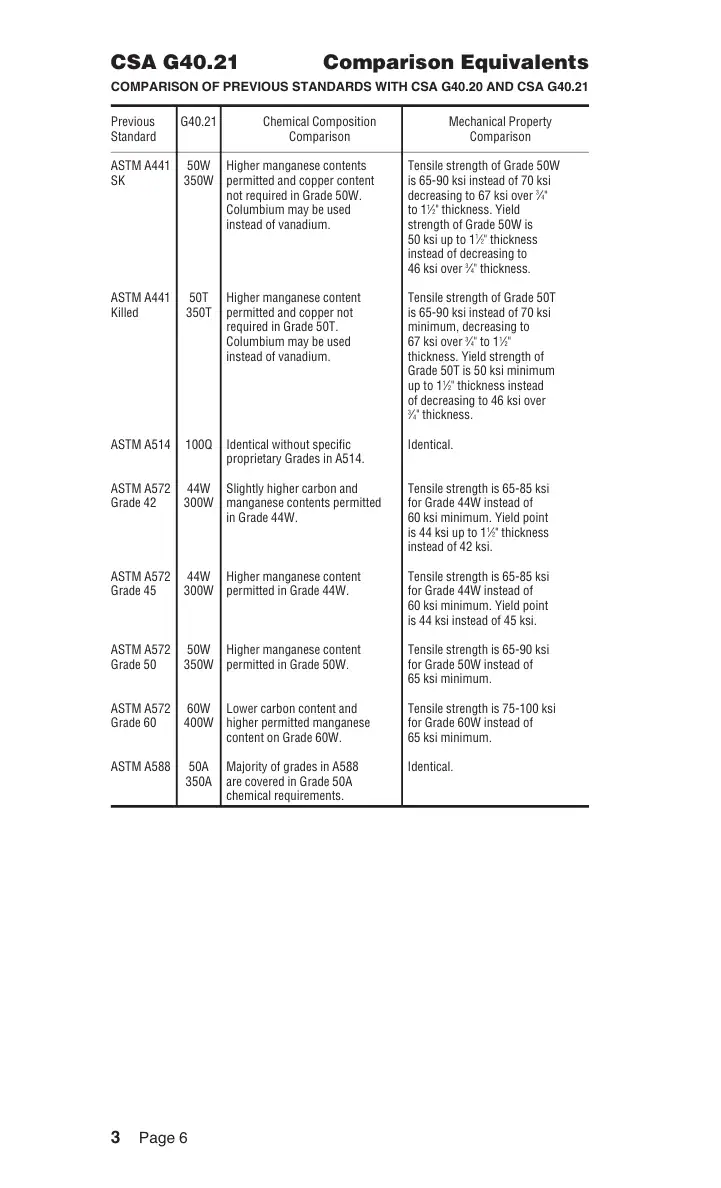 CSA G40.21 Comparison Equivalents
COMPARISON OF PREVIOUS STANDARDS WITH CSA G40.20 AND CSA G40.21
Previous Standard
G40.21
Chemical Composition Comparison
Mechanical Property Comparison
ASTM A441
SK
50W
350W
Higher manganese contents
permitted and copper content
not required in Grade 50W.
Columbium may be used
instead of vanadium.
Tensile strength of Grade 50W
is 65-90 ksi instead of 70 ksi
decreasing to 67 ksi over 3⁄4"
to 11⁄2" thickness. Yield
strength of Grade 50W is
50 ksi up to 11⁄2" thickness
instead of decreasing to
46 ksi over 3⁄4" thickness.
ASTM A441
Killed
50T
350T
Higher manganese content
permitted and copper not
required in Grade 50T.
Columbium may be used
instead of vanadium.
Tensile strength of Grade 50T
is 65-90 ksi instead of 70 ksi
minimum, decreasing to
67 ksi over 3⁄4" to 11⁄2"
thickness. Yield strength of
Grade 50T is 50 ksi minimum
up to 11⁄2" thickness instead
of decreasing to 46 ksi over
3⁄4" thickness.
ASTM A514
100Q
Identical without specific
proprietary Grades in A514.
Identical.
ASTM A572
Grade 42
44W
300W
Slightly higher carbon and
manganese contents permitted
in Grade 44W.
Tensile strength is 65-85 ksi
for Grade 44W instead of
60 ksi minimum. Yield point
is 44 ksi up to 11⁄2" thickness
instead of 42 ksi.
ASTM A572
Grade 45
44W
300W
Higher manganese content
permitted in Grade 44W.
Tensile strength is 65-85 ksi
for Grade 44W instead of
60 ksi minimum. Yield point
is 44 ksi instead of 45 ksi.
ASTM A572
Grade 50
50W
350W
Higher manganese content
permitted in Grade 50W.
Tensile strength is 65-90 ksi
for Grade 50W instead of
65 ksi minimum.
ASTM A572
Grade 60
60W
400W
Lower carbon content and
higher permitted manganese
content on Grade 60W.
Tensile strength is 75-100 ksi
for Grade 60W instead of
65 ksi minimum.
ASTM A588
50A
350A
Majority of grades in A588
are covered in Grade 50A
chemical requirements.
Identical.
3 Page 6